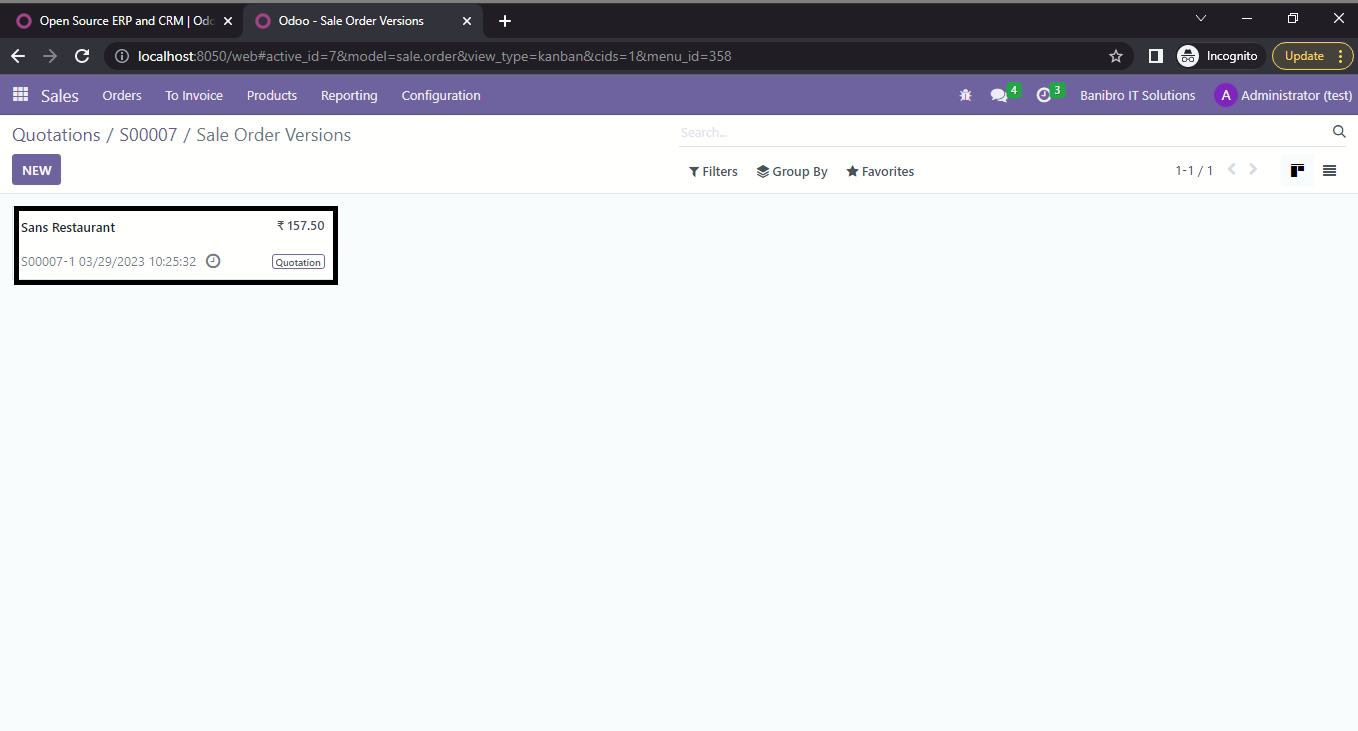 Open Source ERP and CRM | Odo
Odoo - Sale Order Versions
localhost:8050/web#active_id=7&model=sale.order&view_type=kanban&cids=1&menu_id=358
Incognito
Update
Sales Orders To Invoice Products Reporting Configuration
4 3 Banibro IT Solutions A Administrator (test)
Quotations / S00007 / Sale Order Versions
Search...
NEW
Filters Group By Favorites
1-1 / 1
Sans Restaurant ₹ 157.50
S00007-1 03/29/2023 10:25:32 Quotation